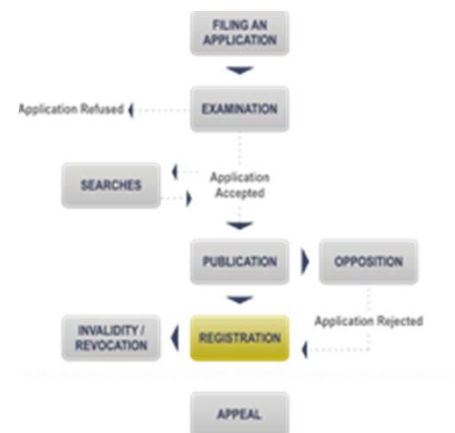 FILING AN
APPLICATION
Application Refused
EXAMINATION
SEARCHES
Application
Accepted
PUBLICATION
OPPOSITION
Application Rejected
INVALIDITY /
REVOCATION
REGISTRATION
APPEAL